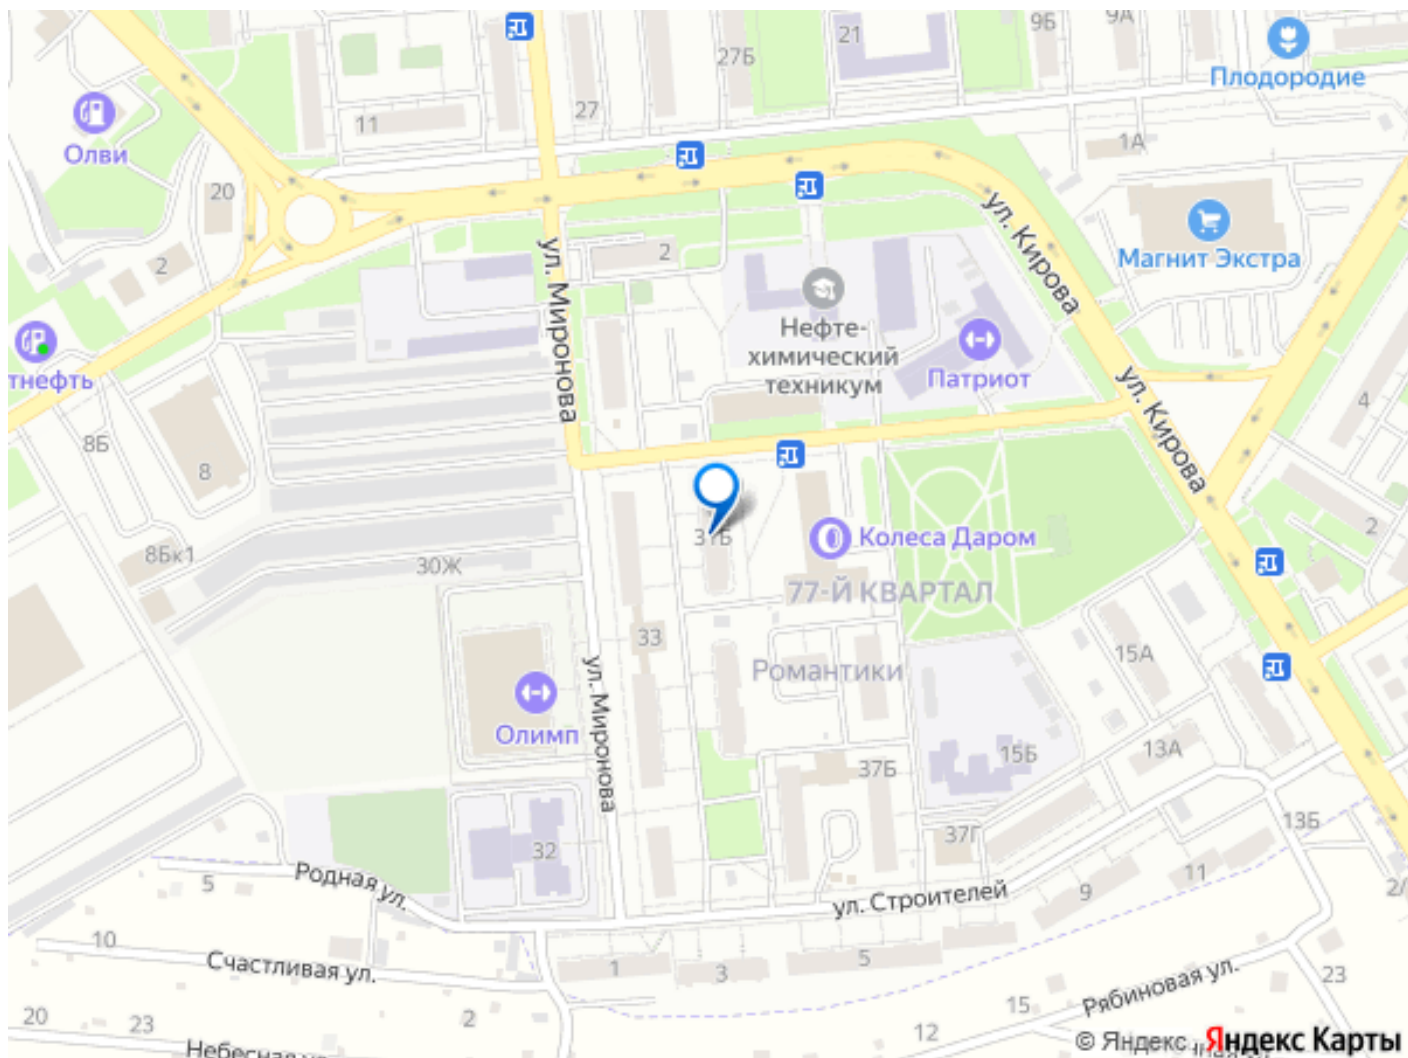 9Б
9А
21
27Б
Плодородие
27
11
1А
Олви
20
ул. Кирова
2
2
ул. Миронова
Магнит Экстра
Нефте-
химический
техникум
Патриот
тнефть
ул. Кирова
4
8Б
8
2
31Б
Колеса Даром
8Бк1
30Ж
77-Й КВАРТАЛ
33
15А
Романтики
ул. Миронова
Олимп
13А
15Б
37Б
13Б
37Г
32
11
Родная ул.
5
9
2/
ул. Строителей
10
Счастливая ул.
1
3
5
Рябиновая ул.
23
15
20
23
2
12
Небесная
© Яндекс
Яндекс Карты